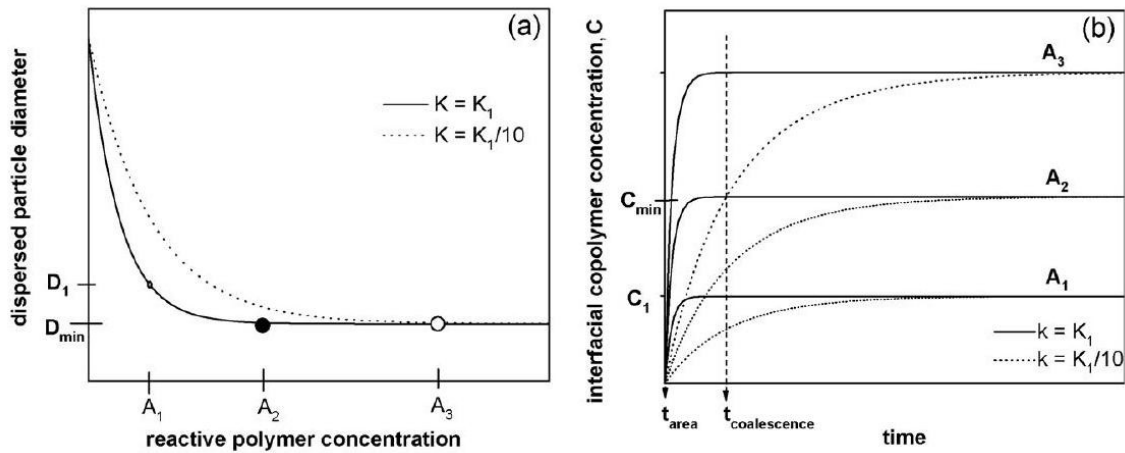 (a)
dispersed particle diameter
K = K₁
K = K₁/10
D₁
Dmin
A₁
A₂
A₃
reactive polymer concentration
(b)
interfacial copolymer concentration, C
A₃
Cmin
A₂
C₁
A₁
k = K₁
k = K₁/10
tarea
tcoalescence
time